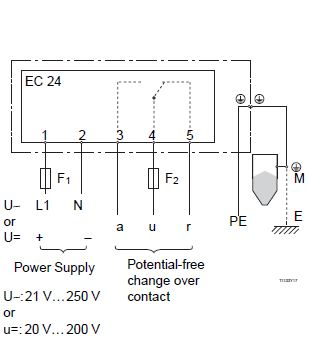 EC 24
1 2 3 4 5
F1 F2
M
U~ L1 N
or
U= + –
a u r
PE E
Power Supply
Potential-free
change over
contact
U~:21 V...250 V
or
u=: 20 V...200 V